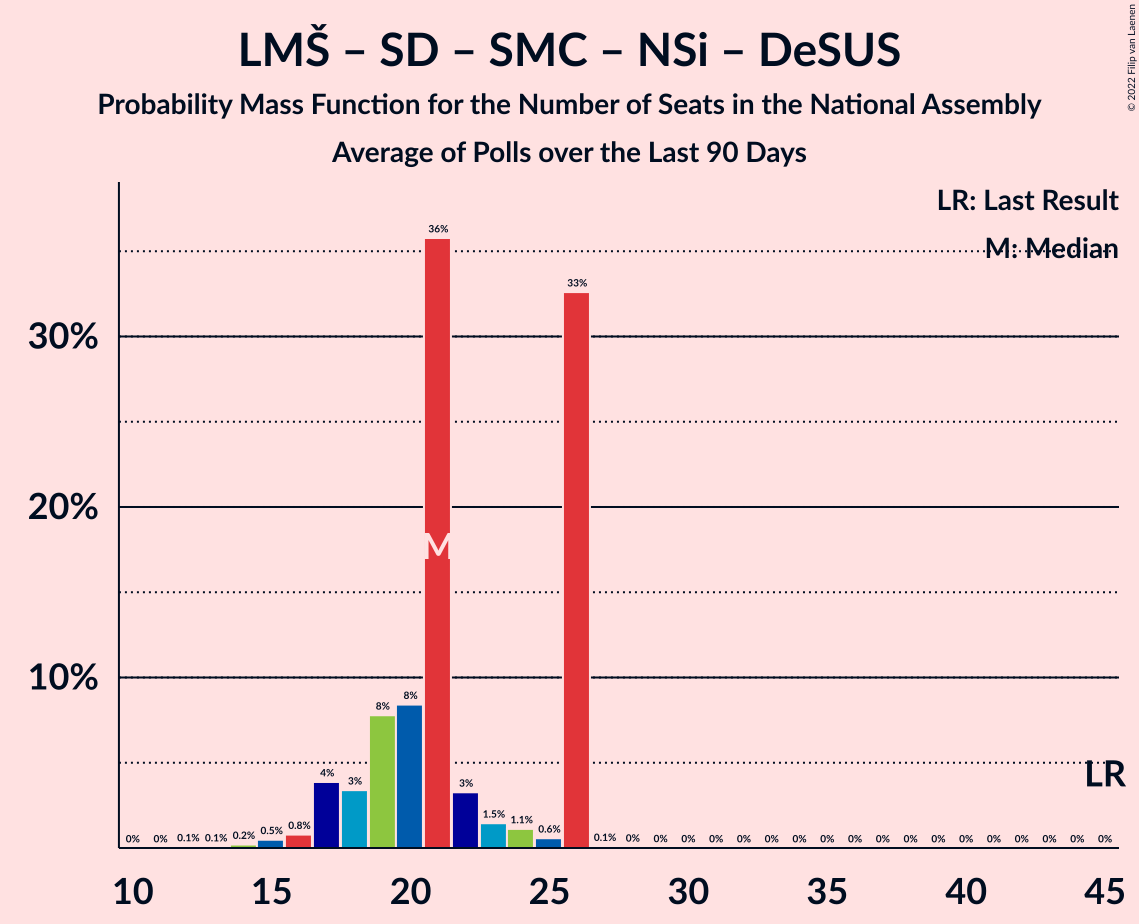 LMŠ – SD – SMC – NSi – DeSUS
Probability Mass Function for the Number of Seats in the National Assembly
Average of Polls over the Last 90 Days
© 2022 Filip van Laenen
LR: Last Result
M: Median
30%
20%
10%
0% 0% 0.1% 0.1% 0.2% 0.5% 0.8% 4% 3% 8% 8% 36% 3% 1.5% 1.1% 0.6% 33% 0.1% 0% 0% 0% 0% 0% 0% 0% 0% 0% 0% 0% 0% 0% 0% 0% 0% 0% 0%
M
LR
10 15 20 25 30 35 40 45